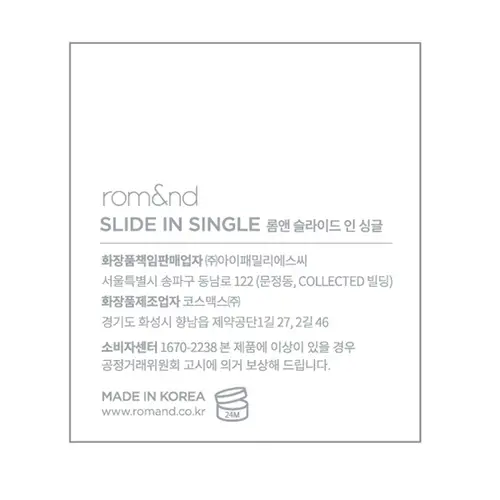 rom&nd
SLIDE IN SINGLE 롬앤 슬라이드 인 싱글
화장품책임판매업자 ㈜아이패밀리에스씨
서울특별시 송파구 동남로 122 (문정동, COLLECTED 빌딩)
화장품제조업자 코스맥스㈜
경기도 화성시 향남읍 제약공단1길 27, 2길 46
소비자센터 1670-2238 본 제품에 이상이 있을 경우
공정거래위원회 고시에 의거 보상해 드립니다.
MADE IN KOREA
www.romand.co.kr
24M